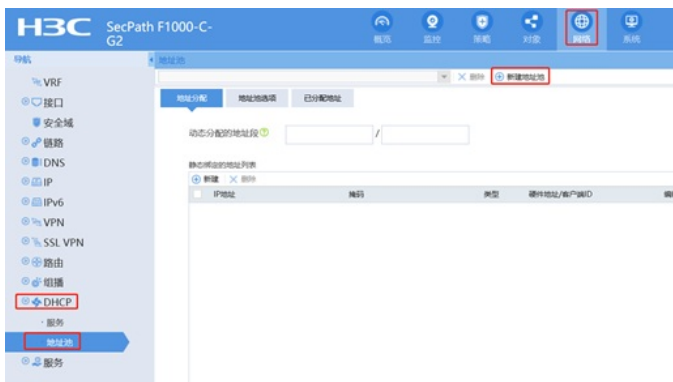 H3C SecPath F1000-C-G2
概览 监控 策略 对象 网络 系统
导航
地址池
删除 新建地址池
地址分配 地址池选项 已分配地址
动态分配的地址段 /
静态绑定的地址列表
新建 删除
IP地址 掩码 类型 硬件地址/客户端ID
VRF
接口
安全域
链路
DNS
IP
IPv6
VPN
SSL VPN
路由
组播
DHCP
· 服务
地址池
服务